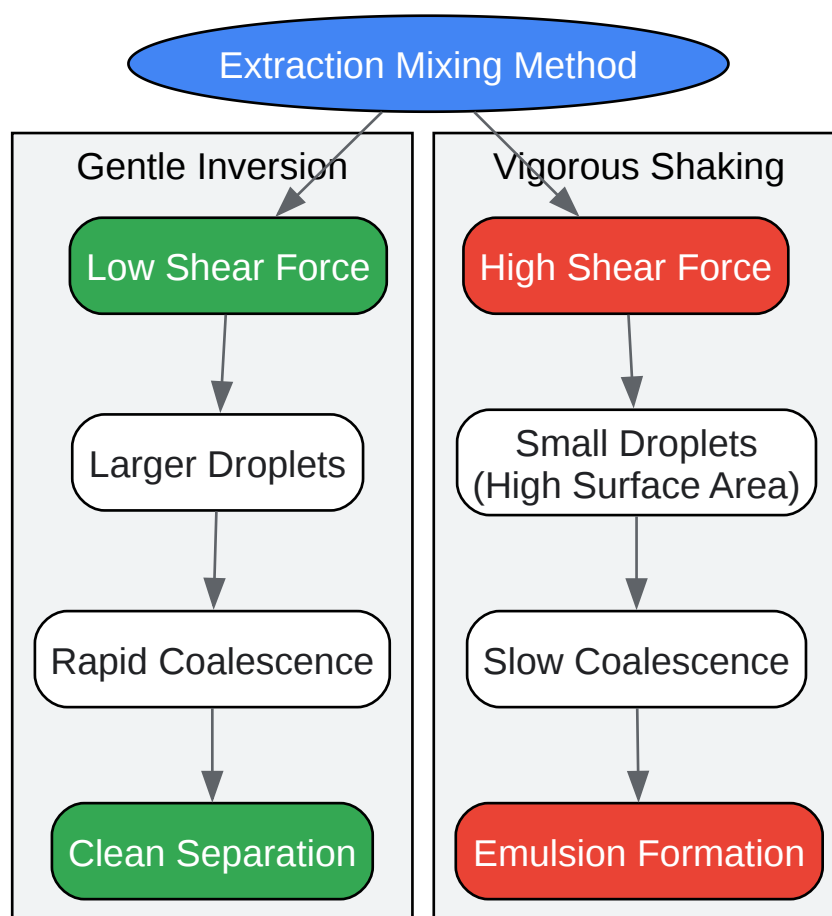 Extraction Mixing Method
Gentle Inversion
Low Shear Force
Larger Droplets
Rapid Coalescence
Clean Separation
Vigorous Shaking
High Shear Force
Small Droplets
(High Surface Area)
Slow Coalescence
Emulsion Formation